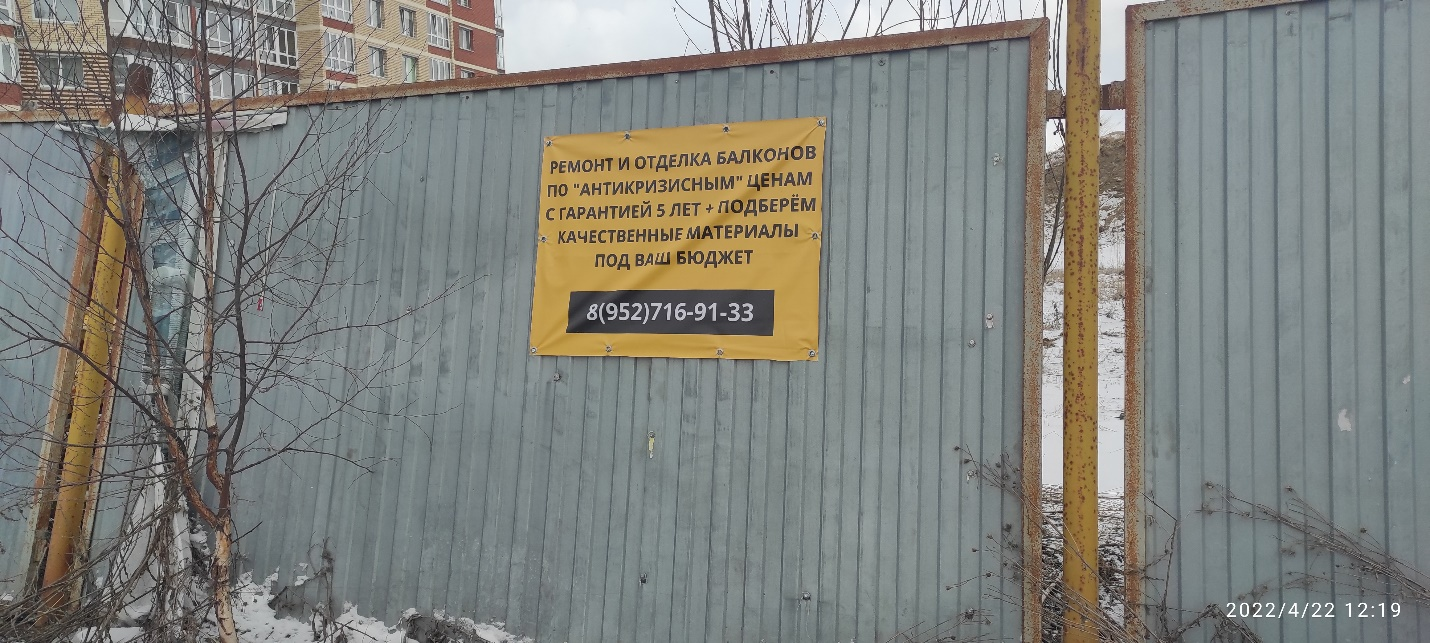 РЕМОНТ И ОТДЕЛКА БАЛКОНОВ
ПО "АНТИКРИЗИСНЫМ" ЦЕНАМ
С ГАРАНТИЕЙ 5 ЛЕТ + ПОДБЕРЁМ
КАЧЕСТВЕННЫЕ МАТЕРИАЛЫ
ПОД ВАШ БЮДЖЕТ
8(952)716-91-33
2022/4/22 12:19